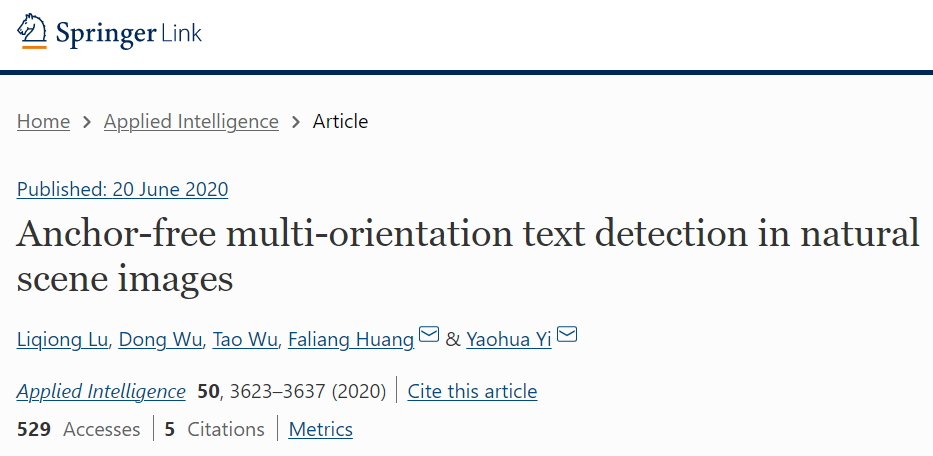 Springer Link
Home > Applied Intelligence > Article
Published: 20 June 2020
Anchor-free multi-orientation text detection in natural
scene images
Liqiong Lu, Dong Wu, Tao Wu, Faliang Huang & Yaohua Yi
Applied Intelligence 50, 3623–3637 (2020) | Cite this article
529 Accesses | 5 Citations | Metrics